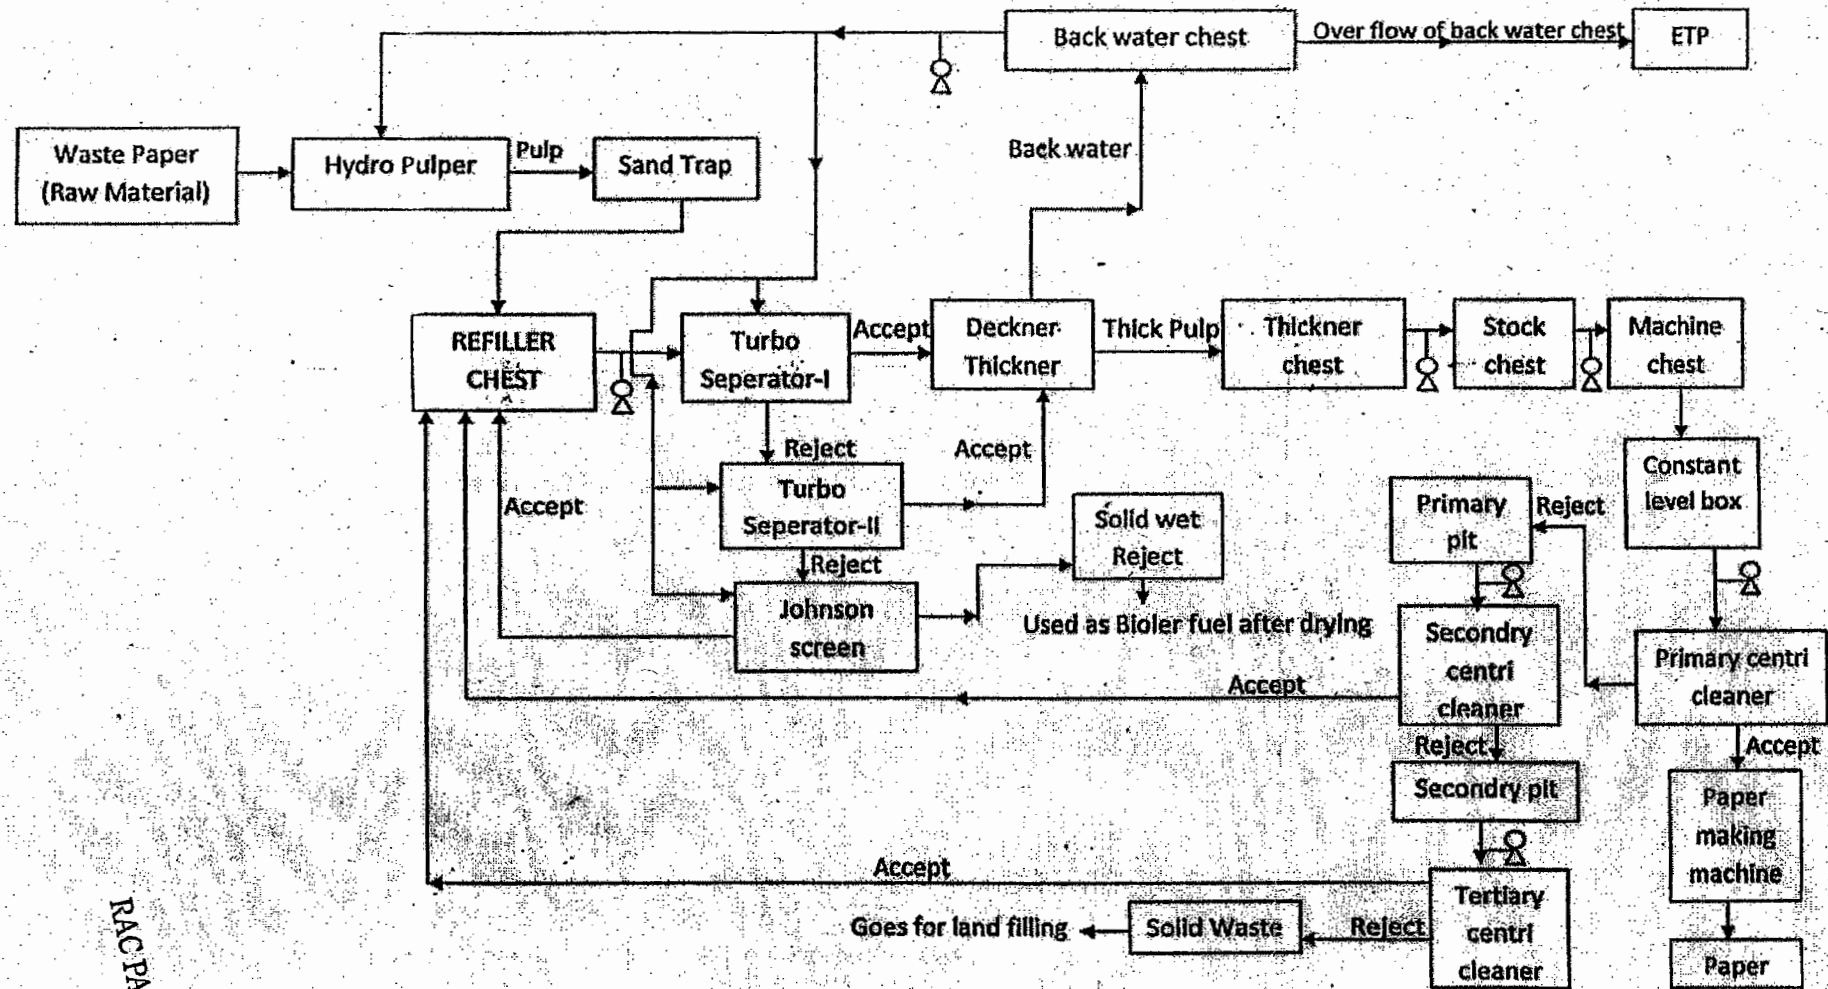 Back water chest
Over flow of back water chest
ETP
Waste Paper
(Raw Material)
Hydro Pulper
Pulp
Sand Trap
Back water
REFILLER
CHEST
Turbo
Seperator-I
Accept
Deckner
Thickner
Thick Pulp
Thickner
chest
Stock
chest
Machine
chest
Reject
Accept
Accept
Turbo
Seperator-II
Reject
Johnson
screen
Solid wet
Reject
Used as Bioler fuel after drying
Primary
pit
Reject
Constant
level box
Secondry
centri
cleaner
Primary centri
cleaner
Accept
Reject
Accept
Secondry pit
Paper
making
machine
Accept
Tertiary
centri
cleaner
Goes for land filling
Solid Waste
Reject
Paper
RAC PA